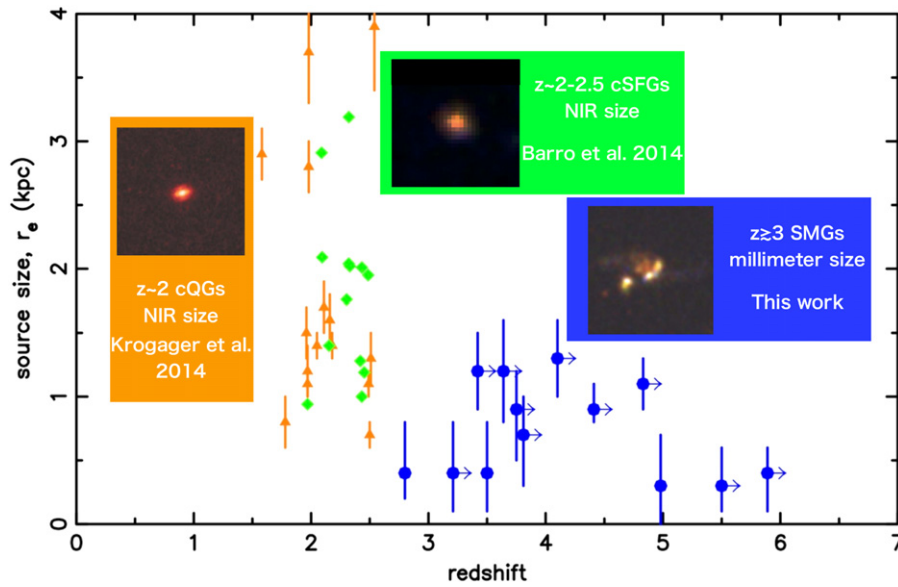 4
3
2
1
0
source size, r_e (kpc)
z~2 cQGs
NIR size
Krogager et al.
2014
z~2-2.5 cSFGs
NIR size
Barro et al. 2014
z≳3 SMGs
millimeter size
This work
0 1 2 3 4 5 6 7
redshift